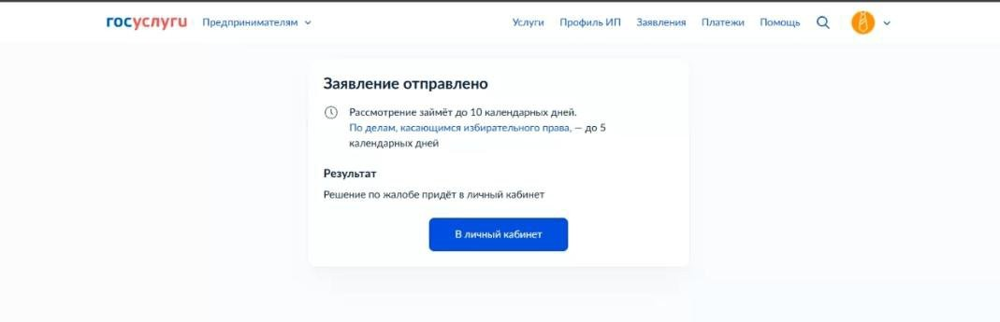 госуслуги Предпринимателям Услуги Профиль ИП Заявления Платежи Помощь
Заявление отправлено
Рассмотрение займёт до 10 календарных дней.
По делам, касающимся избирательного права, — до 5
календарных дней
Результат
Решение по жалобе придёт в личный кабинет
В личный кабинет